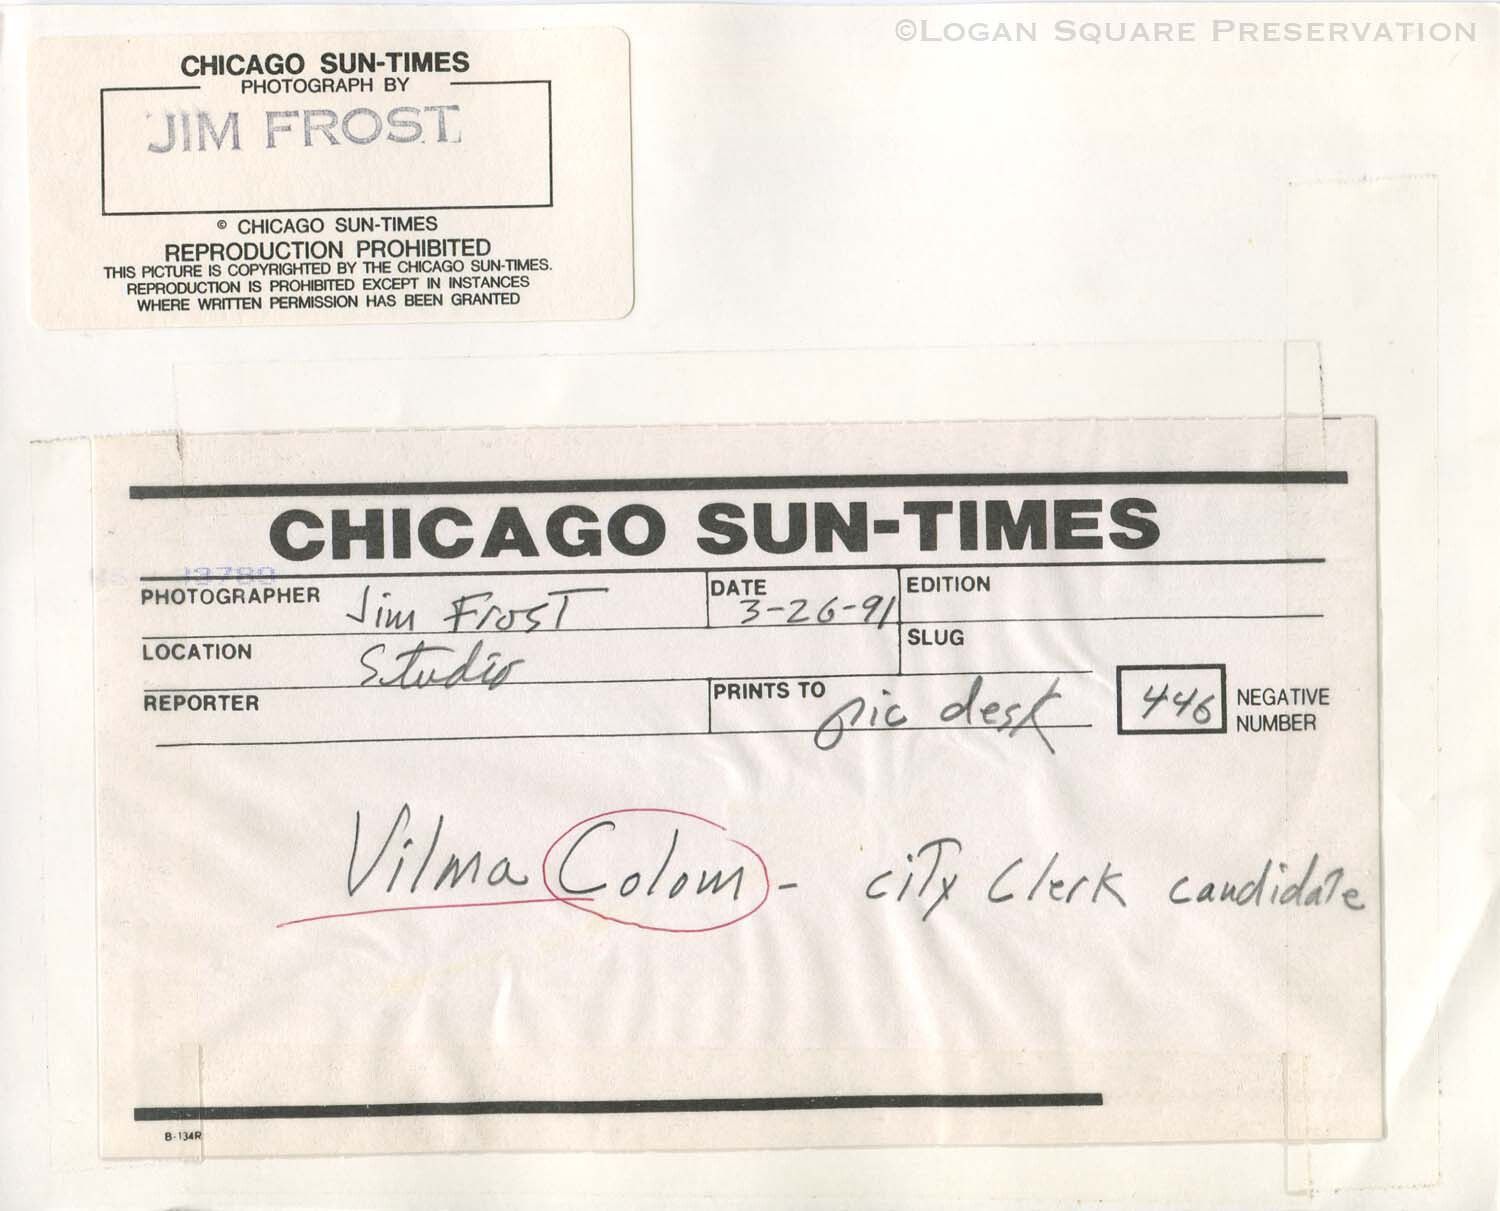 ©LOGAN SQUARE PRESERVATION
CHICAGO SUN-TIMES
PHOTOGRAPH BY
JIM FROST
© CHICAGO SUN-TIMES
REPRODUCTION PROHIBITED
THIS PICTURE IS COPYRIGHTED BY THE CHICAGO SUN-TIMES.
REPRODUCTION IS PROHIBITED EXCEPT IN INSTANCES
WHERE WRITTEN PERMISSION HAS BEEN GRANTED
CHICAGO SUN-TIMES
PHOTOGRAPHER Jim Frost DATE 3-26-91 EDITION
LOCATION Studio SLUG
REPORTER PRINTS TO pic desk 446 NEGATIVE NUMBER
Vilma Colom - city Clerk candidate
B-134R